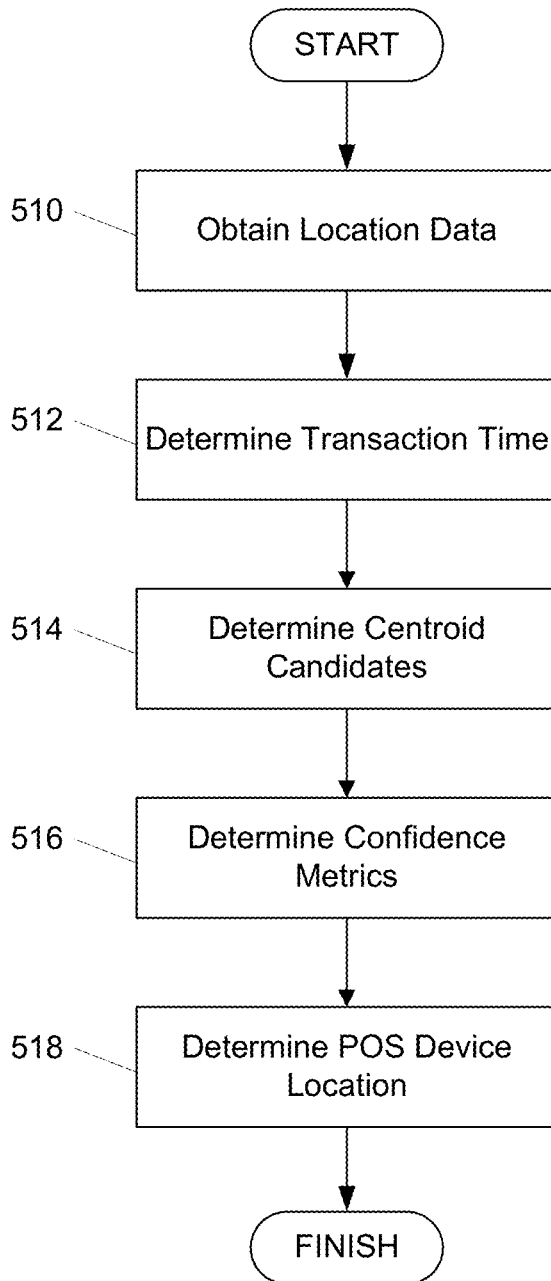 START
510
Obtain Location Data
512
Determine Transaction Time
514
Determine Centroid
Candidates
516
Determine Confidence
Metrics
518
Determine POS Device
Location
FINISH